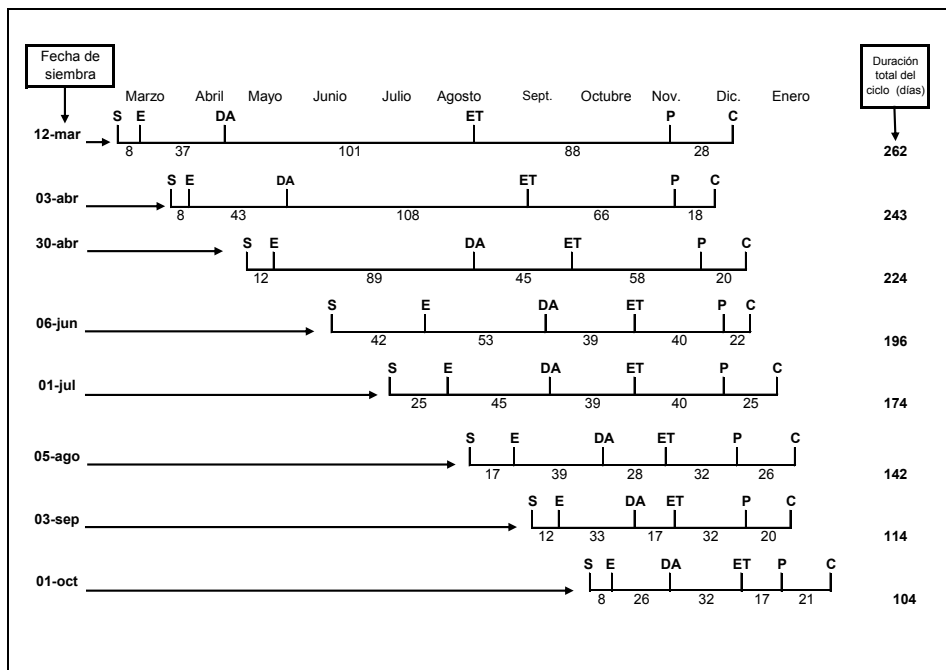 Fecha de
siembra
Duración
total del
ciclo (días)
Marzo Abril Mayo Junio Julio Agosto Sept. Octubre Nov. Dic. Enero
S E DA ET P C
12-mar 262
8 37 101 88 28
S E DA ET P C
03-abr 243
8 43 108 66 18
30-abr
S E DA ET P C
12 89 45 58 20 224
S E DA ET P C
06-jun 196
42 53 39 40 22
S E DA ET P C
01-jul 174
25 45 39 40 25
S E DA ET P C
05-ago 142
17 39 28 32 26
S E DA ET P C
03-sep 114
12 33 17 32 20
S E DA ET P C
01-oct 104
8 26 32 17 21